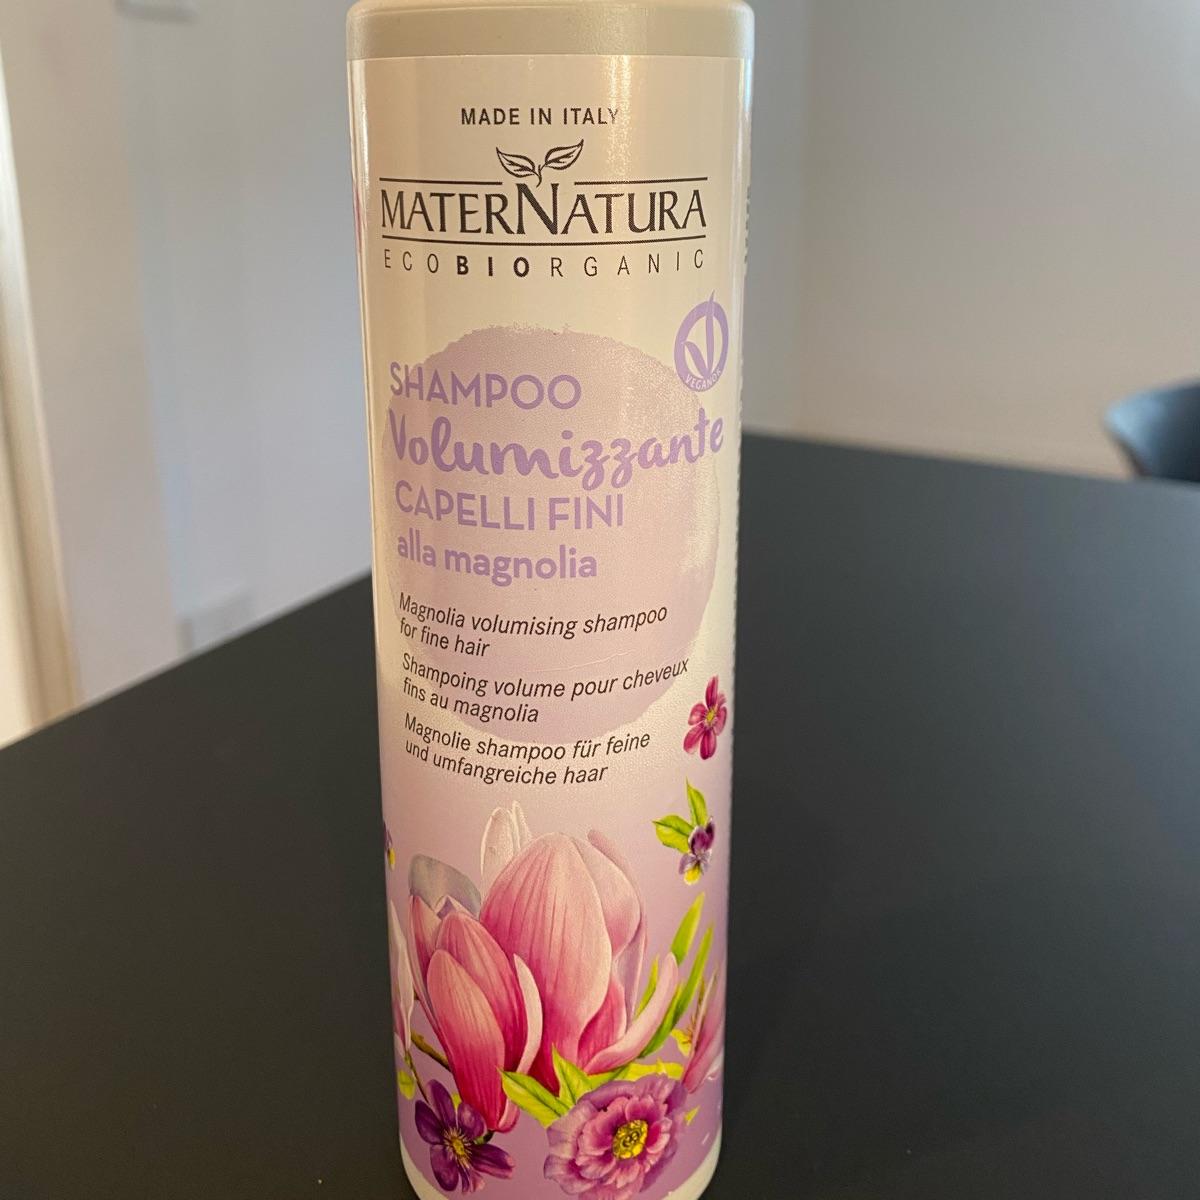 MADE IN ITALY
MATERNATURA
ECOBIORGANIC
VEGANOK
SHAMPOO
Volumizzante
CAPELLI FINI
alla magnolia
Magnolia volumising shampoo
for fine hair
Shampoing volume pour cheveux
fins au magnolia
Magnolie shampoo für feine
und umfangreiche haar